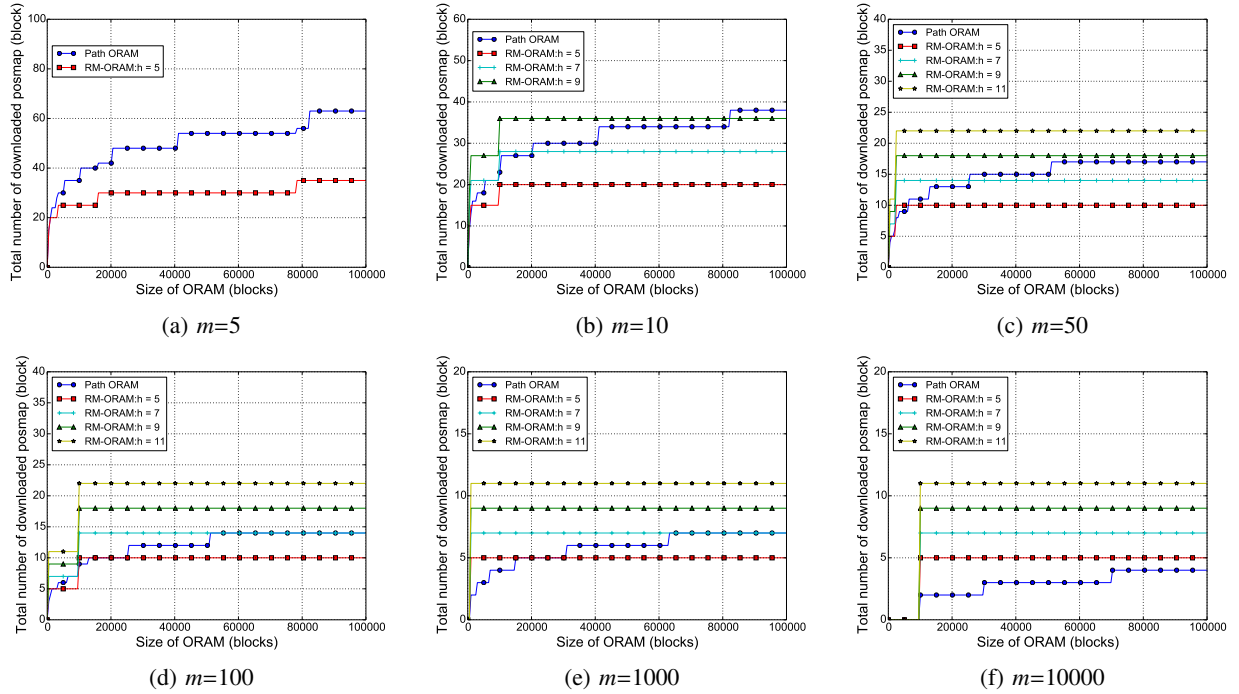 Total number of downloaded posmap (block)
100
80
60
40
20
0
Path ORAM
RM-ORAM:h = 5
0 20000 40000 60000 80000 100000
Size of ORAM (blocks)
(a) m=5
Total number of downloaded posmap (block)
60
50
40
30
20
10
0
Path ORAM
RM-ORAM:h = 5
RM-ORAM:h = 7
RM-ORAM:h = 9
0 20000 40000 60000 80000 100000
Size of ORAM (blocks)
(b) m=10
Total number of downloaded posmap (block)
40
35
30
25
20
15
10
5
0
Path ORAM
RM-ORAM:h = 5
RM-ORAM:h = 7
RM-ORAM:h = 9
RM-ORAM:h = 11
0 20000 40000 60000 80000 100000
Size of ORAM (blocks)
(c) m=50
Total number of downloaded posmap (block)
40
35
30
25
20
15
10
5
0
Path ORAM
RM-ORAM:h = 5
RM-ORAM:h = 7
RM-ORAM:h = 9
RM-ORAM:h = 11
0 20000 40000 60000 80000 100000
Size of ORAM (blocks)
(d) m=100
Total number of downloaded posmap (block)
20
15
10
5
0
Path ORAM
RM-ORAM:h = 5
RM-ORAM:h = 7
RM-ORAM:h = 9
RM-ORAM:h = 11
0 20000 40000 60000 80000 100000
Size of ORAM (blocks)
(e) m=1000
Total number of downloaded posmap (block)
20
15
10
5
0
Path ORAM
RM-ORAM:h = 5
RM-ORAM:h = 7
RM-ORAM:h = 9
RM-ORAM:h = 11
0 20000 40000 60000 80000 100000
Size of ORAM (blocks)
(f) m=10000